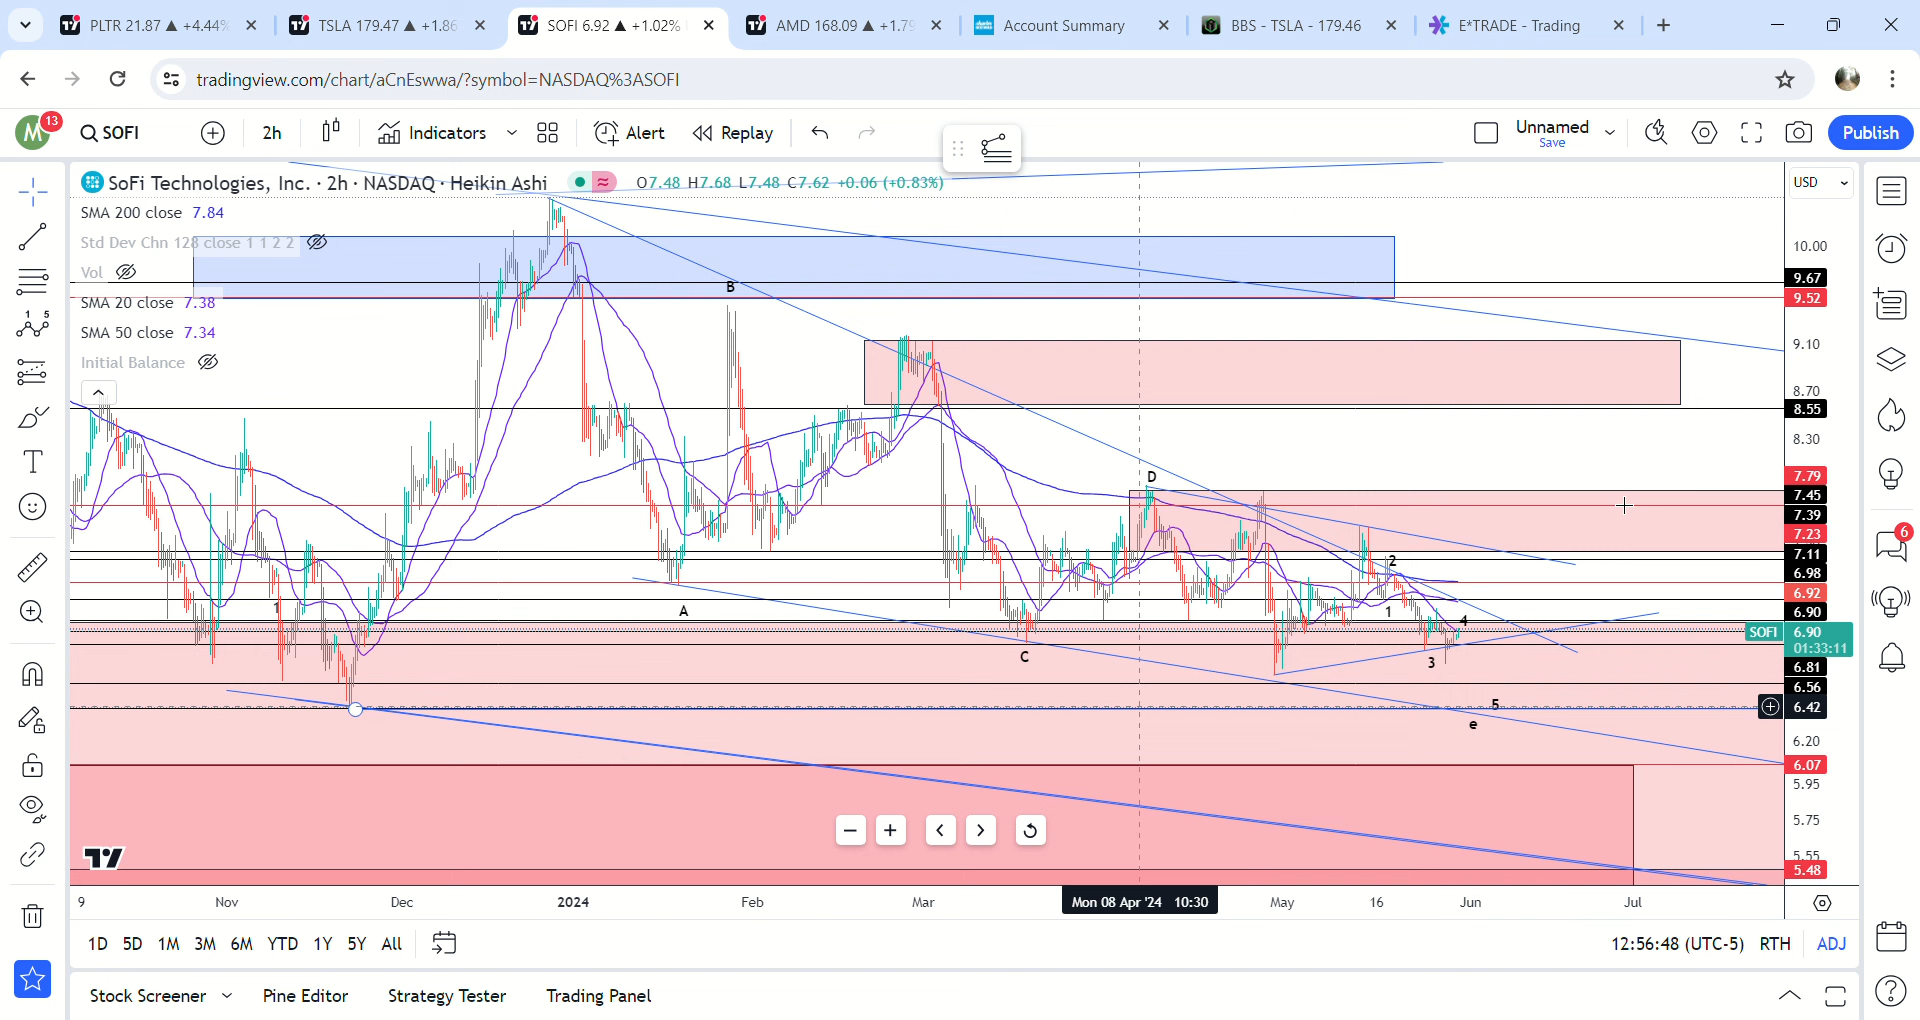 PLTR 21.87 ▲ +4.44%
TSLA 179.47 ▲ +1.86
SOFI 6.92 ▲ +1.02%
AMD 168.09 ▲ +1.79
Account Summary
BBS - TSLA - 179.46
E*TRADE - Trading
tradingview.com/chart/aCnEswwa/?symbol=NASDAQ%3ASOFI
M
13
SOFI
2h
Indicators
Alert
Replay
Unnamed
Save
Publish
SoFi Technologies, Inc. · 2h · NASDAQ · Heikin Ashi
O7.48 H7.68 L7.48 C7.62 +0.06 (+0.83%)
USD
SMA 200 close 7.84
Std Dev Chn 128 close 1 1 2 2
Vol
SMA 20 close 7.38
SMA 50 close 7.34
Initial Balance
10.00
9.67
9.52
9.10
8.70
8.55
8.30
7.79
7.45
7.39
7.23
7.11
6.98
6.92
6.90
SOFI
6.90
01:33:11
6.81
6.56
6.42
6.20
6.07
5.95
5.75
5.55
5.48
B
D
2
1
A
1
4
C
3
5
e
6
9
Nov
Dec
2024
Feb
Mar
Mon 08 Apr '24 10:30
May
16
Jun
Jul
1D 5D 1M 3M 6M YTD 1Y 5Y All
12:56:48 (UTC-5) RTH ADJ
Stock Screener
Pine Editor
Strategy Tester
Trading Panel